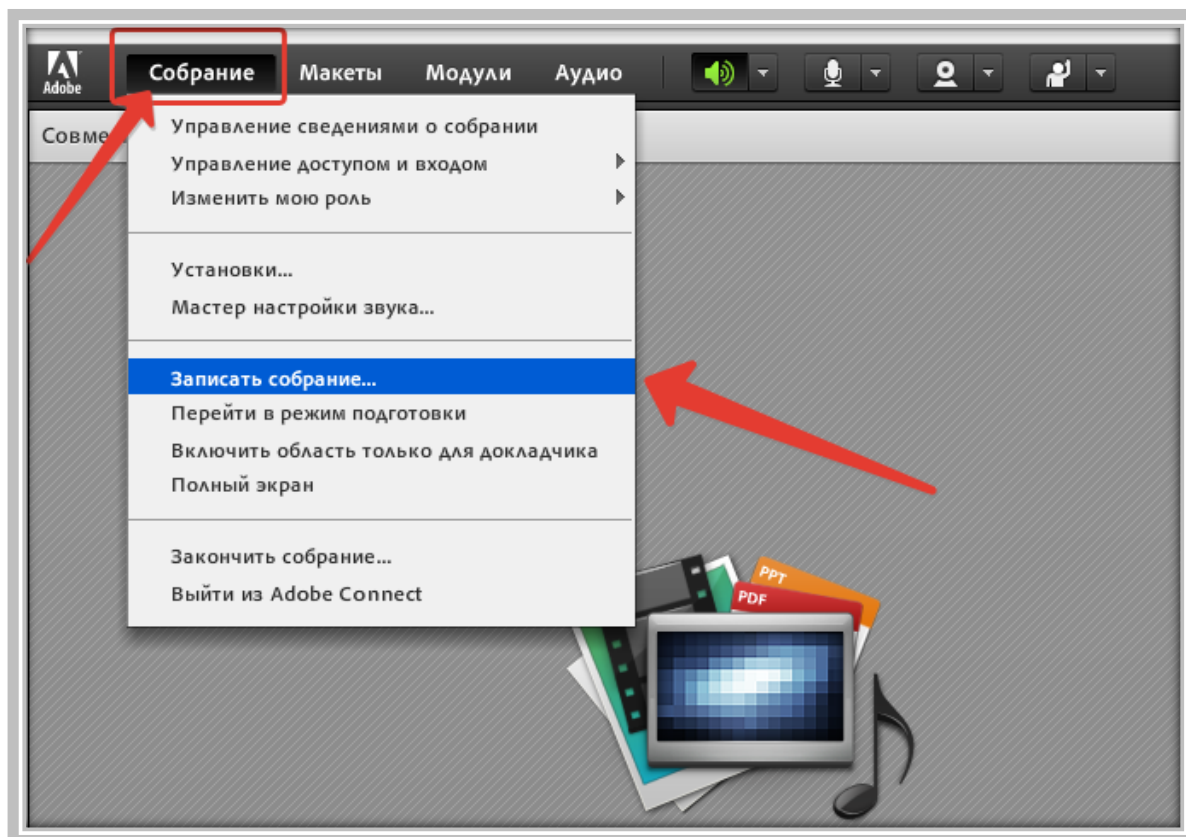 Adobe
Собрание Макеты Модули Аудио
Управление сведениями о собрании
Управление доступом и входом
Изменить мою роль
Установки...
Мастер настройки звука...
Записать собрание...
Перейти в режим подготовки
Включить область только для докладчика
Полный экран
Закончить собрание...
Выйти из Adobe Connect
PPT
PDF